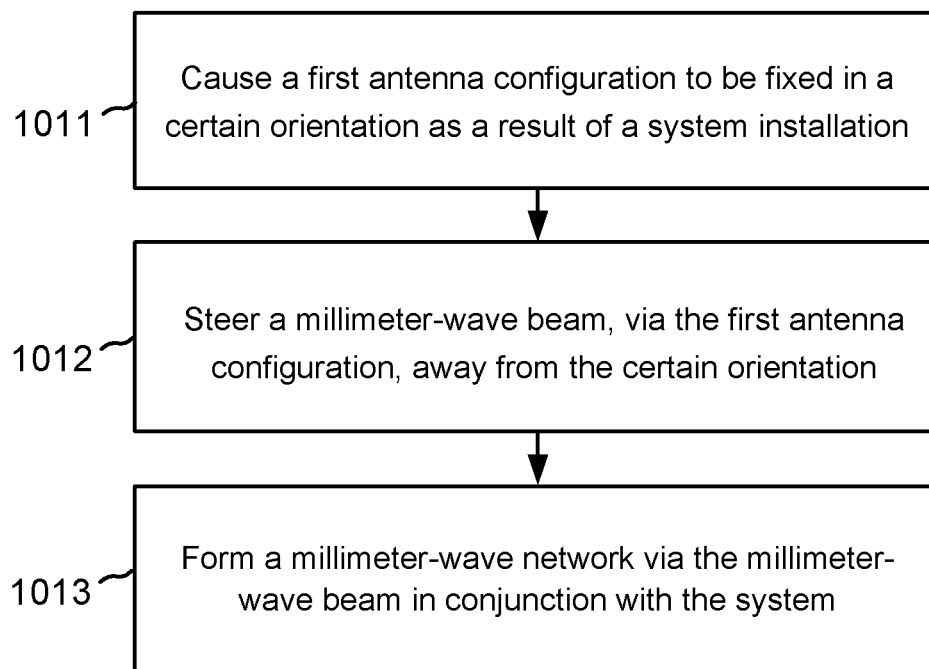 Cause a first antenna configuration to be fixed in a
1011
certain orientation as a result of a system installation
Steer a millimeter-wave beam, via the first antenna
1012
configuration, away from the certain orientation
Form a millimeter-wave network via the millimeter-
1013
wave beam in conjunction with the system